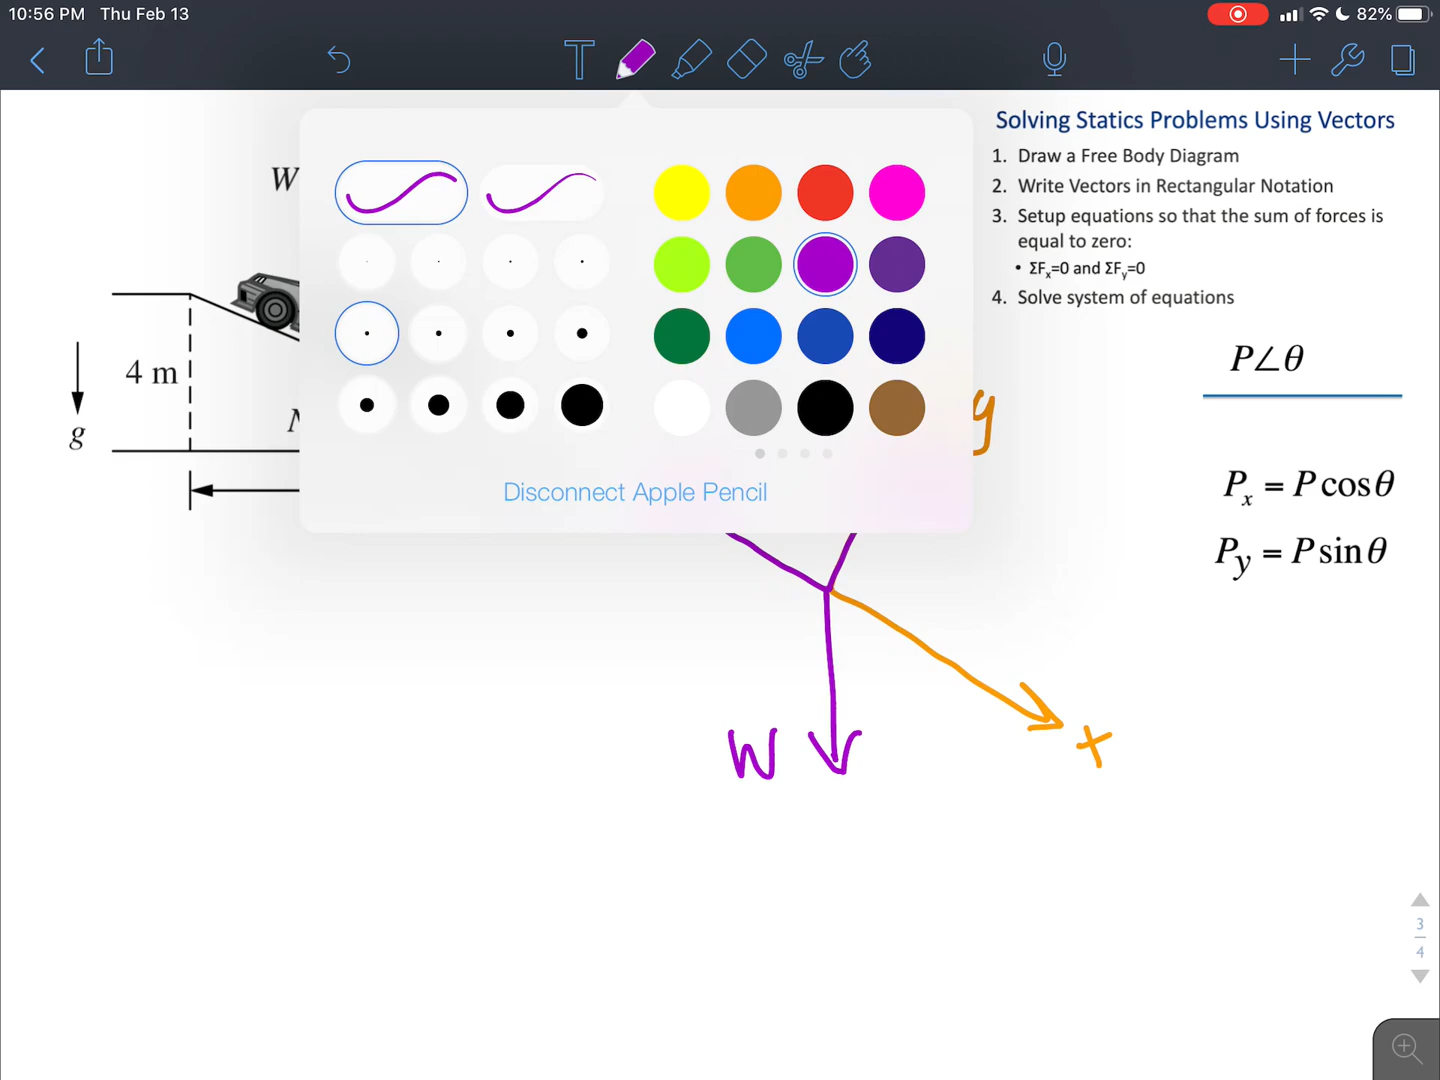 10:56 PM Thu Feb 13
82%
T
Solving Statics Problems Using Vectors
1. Draw a Free Body Diagram
2. Write Vectors in Rectangular Notation
3. Setup equations so that the sum of forces is
equal to zero:
• ΣFx=0 and ΣFy=0
4. Solve system of equations
W
4 m
g
P∠θ
y
Px = P cosθ
Py = P sinθ
Disconnect Apple Pencil
W
x
3
4